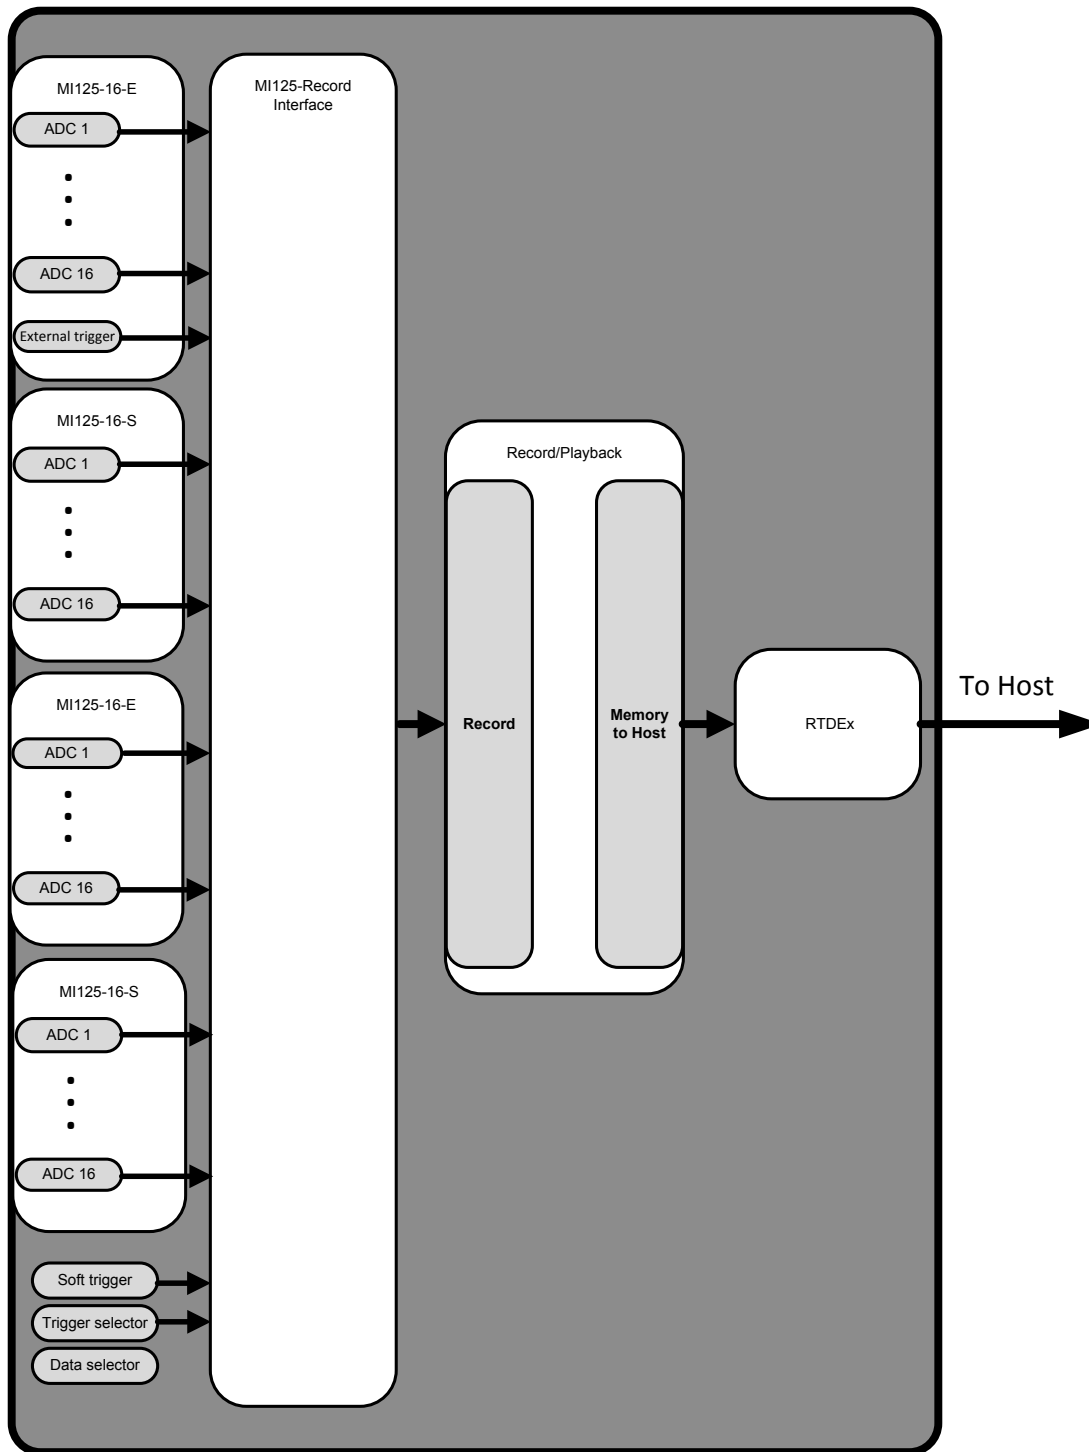 MI125-16-E
ADC 1
ADC 16
External trigger
MI125-16-S
ADC 1
ADC 16
MI125-16-E
ADC 1
ADC 16
MI125-16-S
ADC 1
ADC 16
Soft trigger
Trigger selector
Data selector
MI125-Record
Interface
Record/Playback
Record
Memory
to Host
RTDEx
To Host